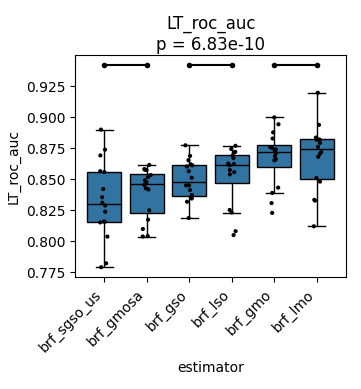 LT_roc_auc
p = 6.83e-10
LT_roc_auc
0.925
0.900
0.875
0.850
0.825
0.800
0.775
brf_sgso_us
brf_gmosa
brf_gso
brf_lso
brf_gmo
brf_lmo
estimator